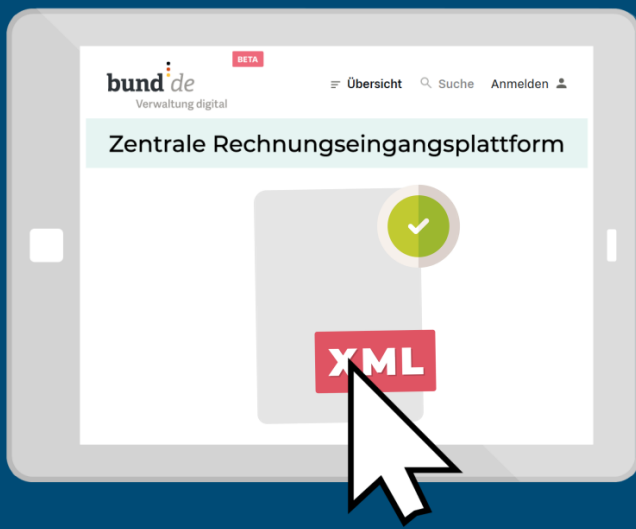 BETA
bund.de
Verwaltung digital
Übersicht
Suche
Anmelden
Zentrale Rechnungseingangsplattform
XML